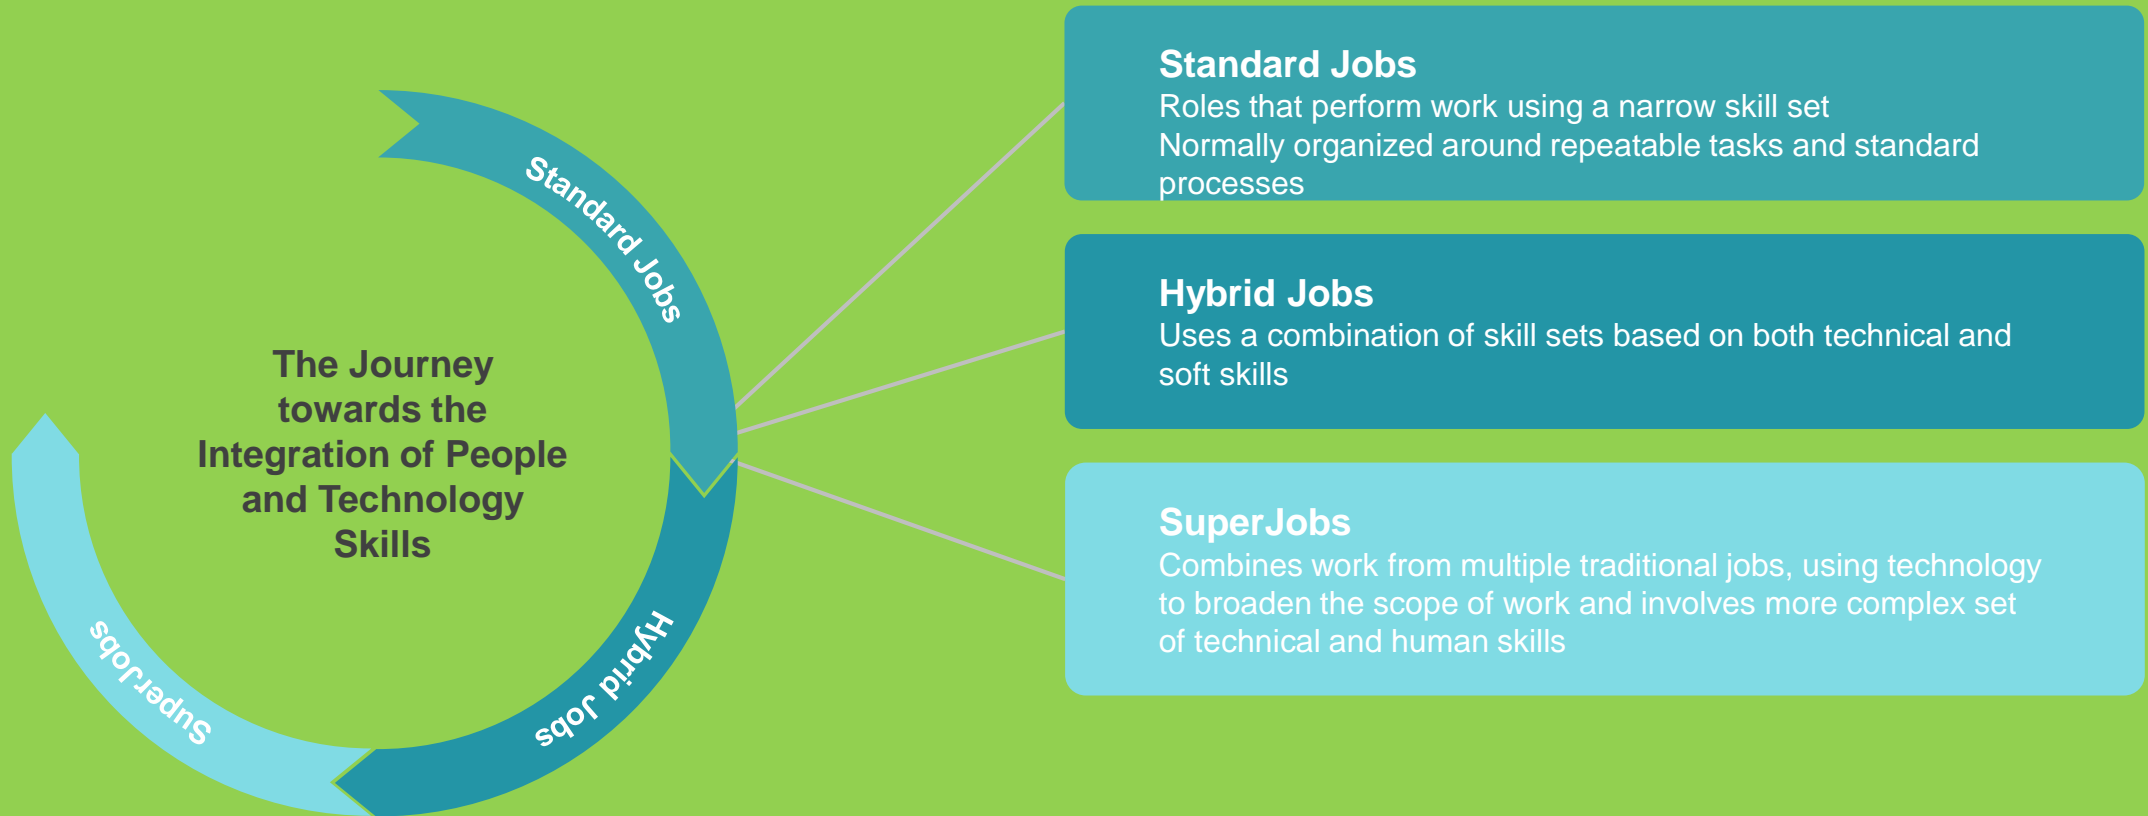 Standard Jobs
Hybrid Jobs
SuperJobs
The Journey
towards the
Integration of People
and Technology
Skills
Standard Jobs
Roles that perform work using a narrow skill set
Normally organized around repeatable tasks and standard
processes
Hybrid Jobs
Uses a combination of skill sets based on both technical and
soft skills
SuperJobs
Combines work from multiple traditional jobs, using technology
to broaden the scope of work and involves more complex set
of technical and human skills